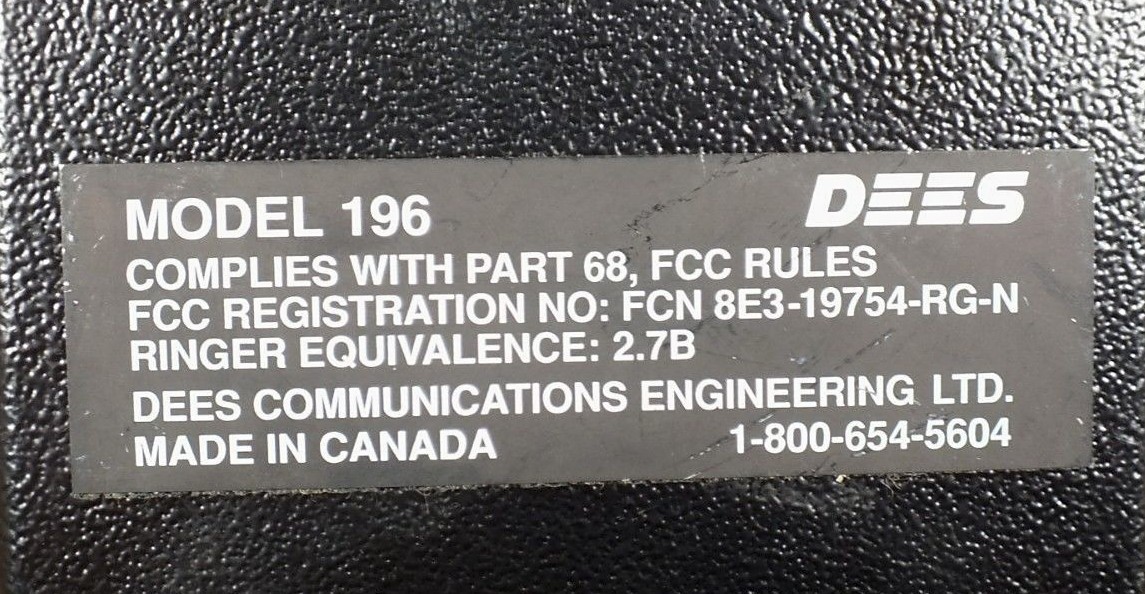 MODEL 196 DEES
COMPLIES WITH PART 68, FCC RULES
FCC REGISTRATION NO: FCN 8E3-19754-RG-N
RINGER EQUIVALENCE: 2.7B
DEES COMMUNICATIONS ENGINEERING LTD.
MADE IN CANADA 1-800-654-5604